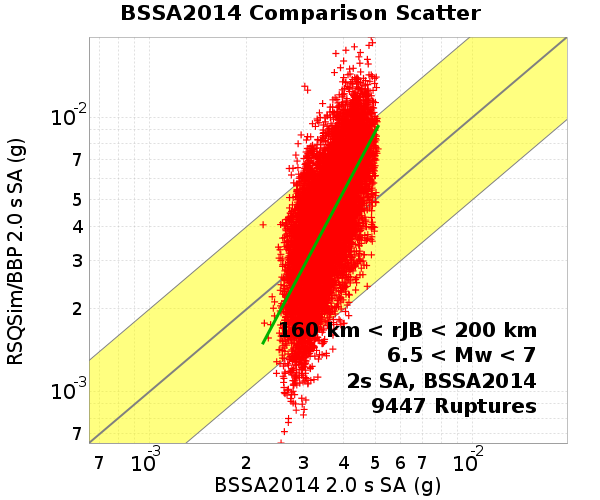 BSSA2014 Comparison Scatter
RSQSim/BBP 2.0 s SA (g)
10-2
7
5
4
3
2
10-3
7
160 km < rJB < 200 km
6.5 < Mw < 7
2s SA, BSSA2014
9447 Ruptures
7 10-3 2 3 4 5 6 7 10-2
BSSA2014 2.0 s SA (g)